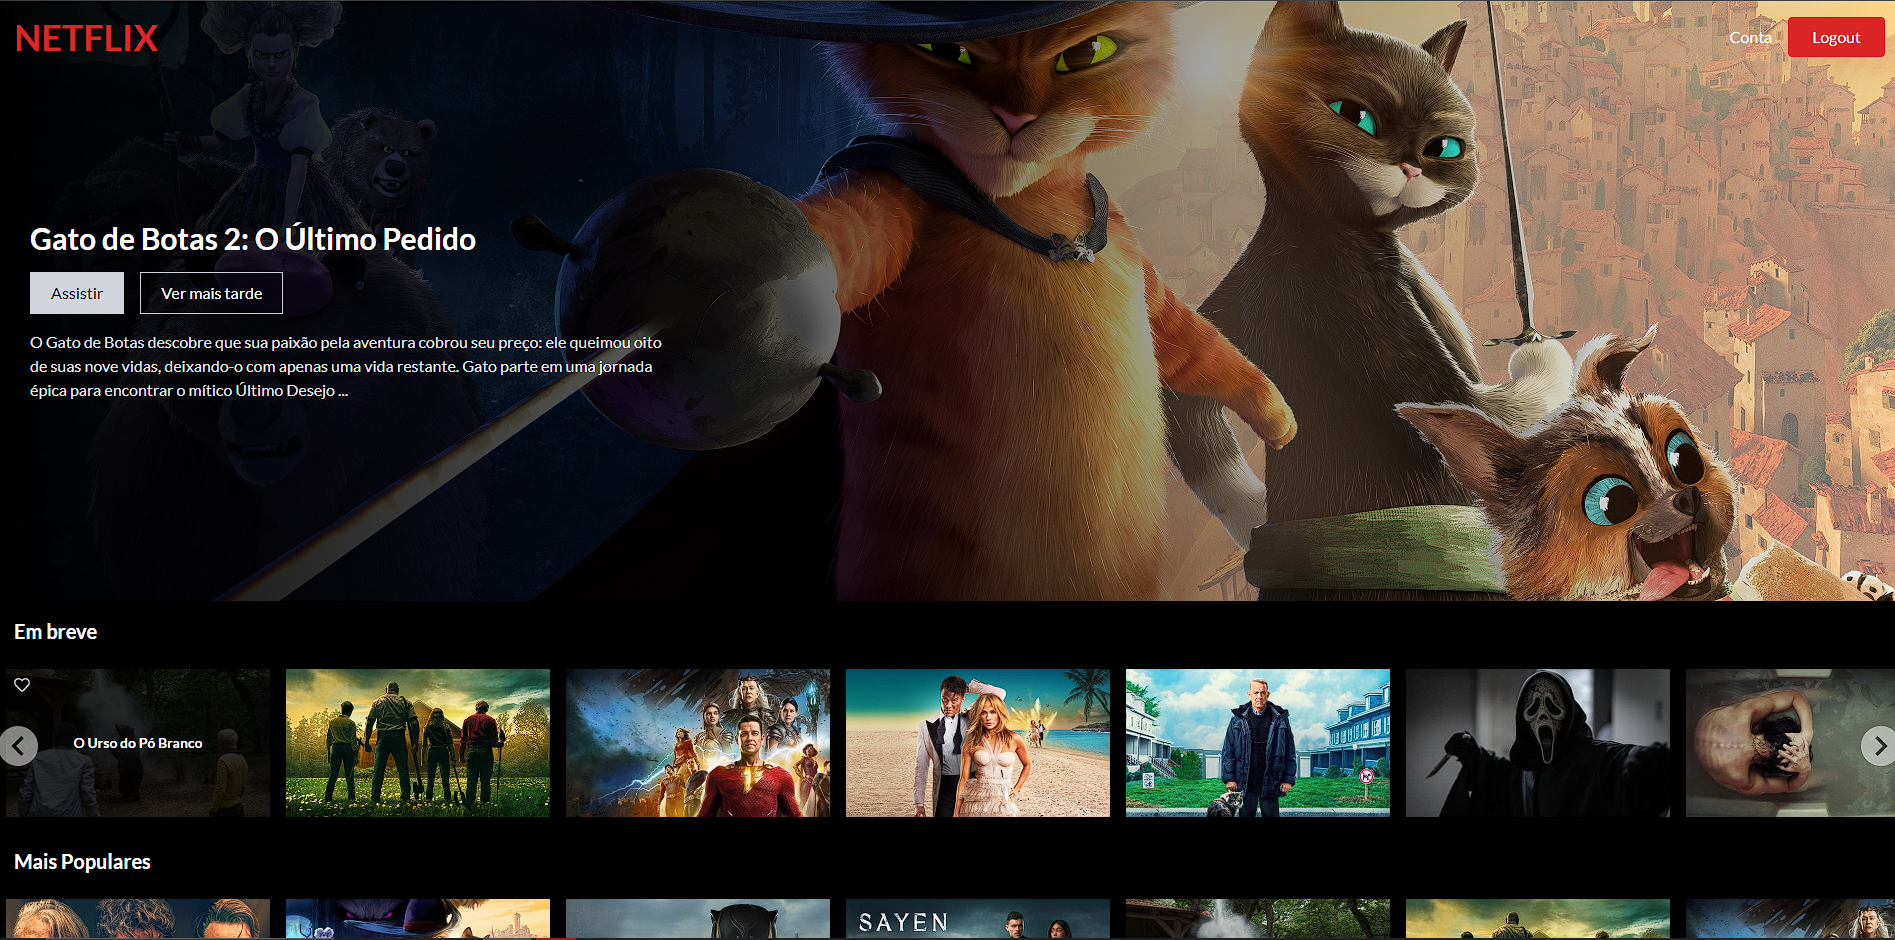 NETFLIX
Conta
Logout
Gato de Botas 2: O Último Pedido
Assistir
Ver mais tarde
O Gato de Botas descobre que sua paixão pela aventura cobrou seu preço: ele queimou oito
de suas nove vidas, deixando-o com apenas uma vida restante. Gato parte em uma jornada
épica para encontrar o mítico Último Desejo ...
Em breve
O Urso do Pó Branco
Mais Populares
SAYEN